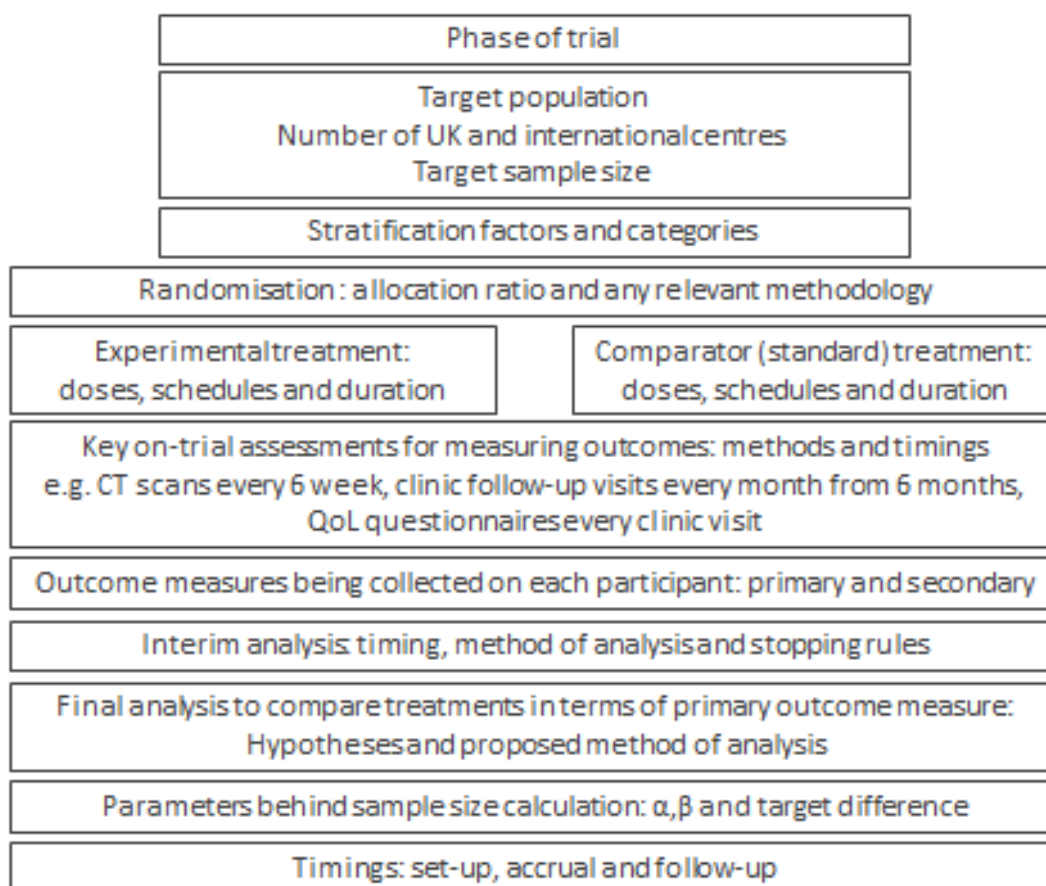 Phase of trial
Target population
Number of UK and international centres
Target sample size
Stratification factors and categories
Randomisation : allocation ratio and any relevant methodology
Experimental treatment:
doses, schedules and duration
Comparator (standard) treatment:
doses, schedules and duration
Key on-trial assessments for measuring outcomes: methods and timings
e.g. CT scans every 6 week, clinic follow-up visits every month from 6 months,
QoL questionnaires every clinic visit
Outcome measures being collected on each participant: primary and secondary
Interim analysis: timing, method of analysis and stopping rules
Final analysis to compare treatments in terms of primary outcome measure:
Hypotheses and proposed method of analysis
Parameters behind sample size calculation: α,β and target difference
Timings: set-up, accrual and follow-up